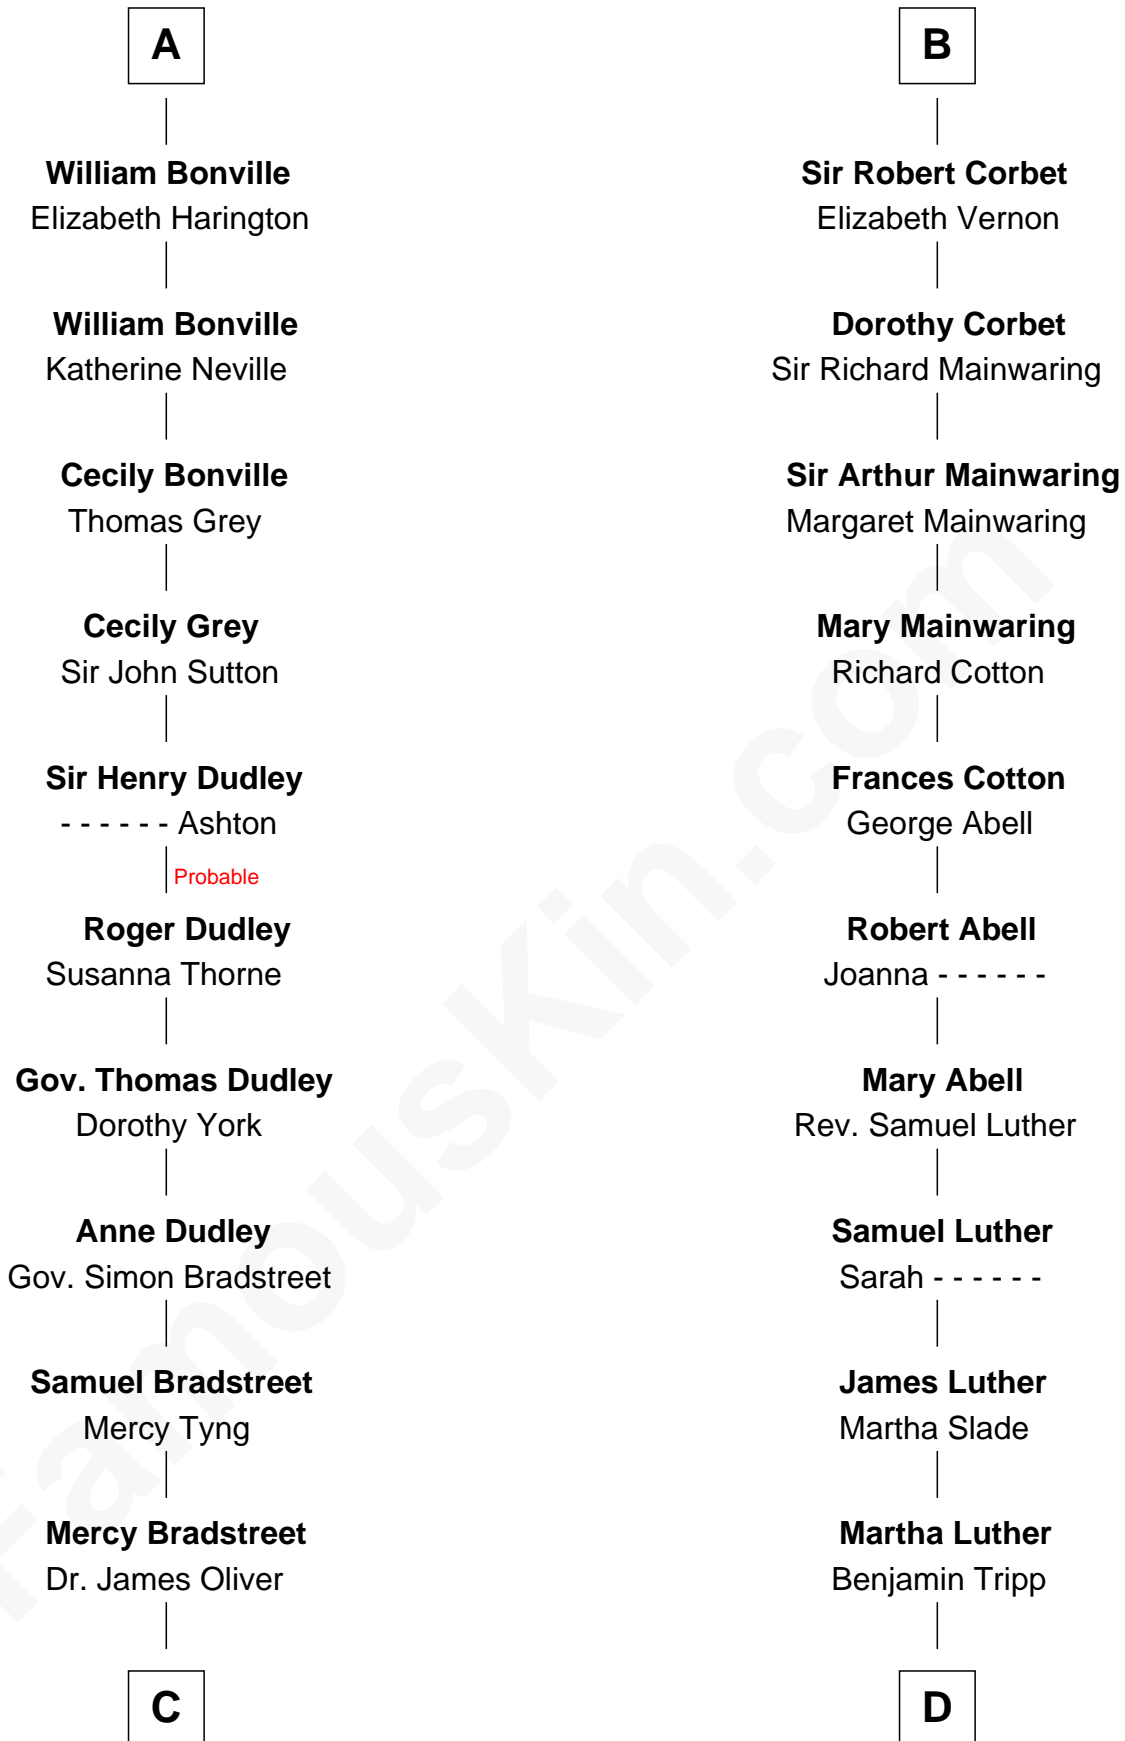 A
William Bonville
Elizabeth Harington
William Bonville
Katherine Neville
Cecily Bonville
Thomas Grey
Cecily Grey
Sir John Sutton
Sir Henry Dudley
- - - - - - Ashton
Probable
Roger Dudley
Susanna Thorne
Gov. Thomas Dudley
Dorothy York
Anne Dudley
Gov. Simon Bradstreet
Samuel Bradstreet
Mercy Tyng
Mercy Bradstreet
Dr. James Oliver
C
B
Sir Robert Corbet
Elizabeth Vernon
Dorothy Corbet
Sir Richard Mainwaring
Sir Arthur Mainwaring
Margaret Mainwaring
Mary Mainwaring
Richard Cotton
Frances Cotton
George Abell
Robert Abell
Joanna - - - - - -
Mary Abell
Rev. Samuel Luther
Samuel Luther
Sarah - - - - - -
James Luther
Martha Slade
Martha Luther
Benjamin Tripp
D
FamousKin.com